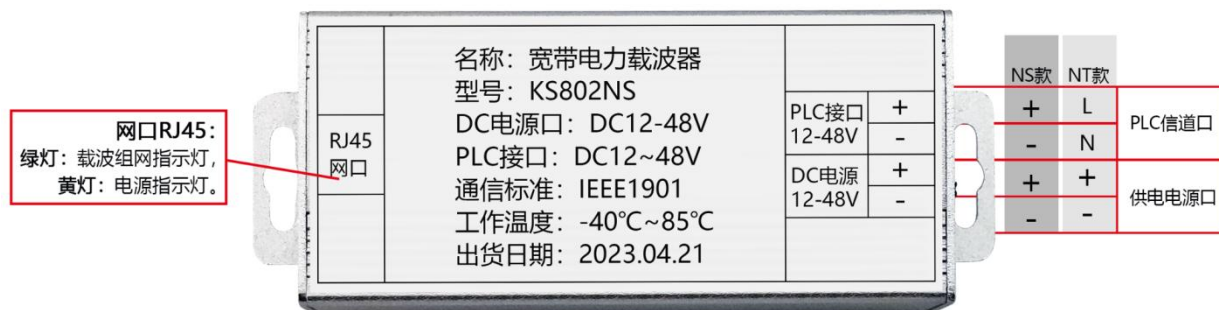 网口RJ45：
绿灯：载波组网指示灯，
黄灯：电源指示灯。
RJ45
网口
名称：宽带电力载波器
型号：KS802NS
DC电源口：DC12-48V
PLC接口：DC12~48V
通信标准：IEEE1901
工作温度：-40℃~85℃
出货日期：2023.04.21
PLC接口 +
12-48V -
DC电源 +
12-48V -
NS款 NT款
+ L
PLC信道口
- N
+ +
供电电源口
- -